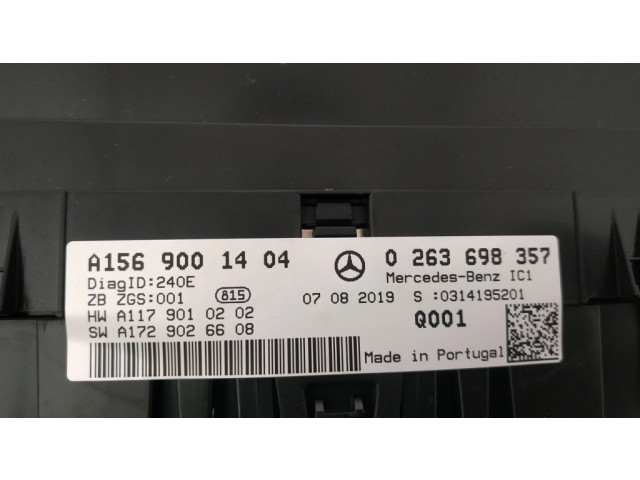 A156 900 14 04
0 263 698 357
DiagID:240E
Mercedes-Benz IC1
ZB ZGS:001
815
07 08 2019 S :0314195201
HW A117 901 02 02
Q001
SW A172 902 66 08
Made in Portugal